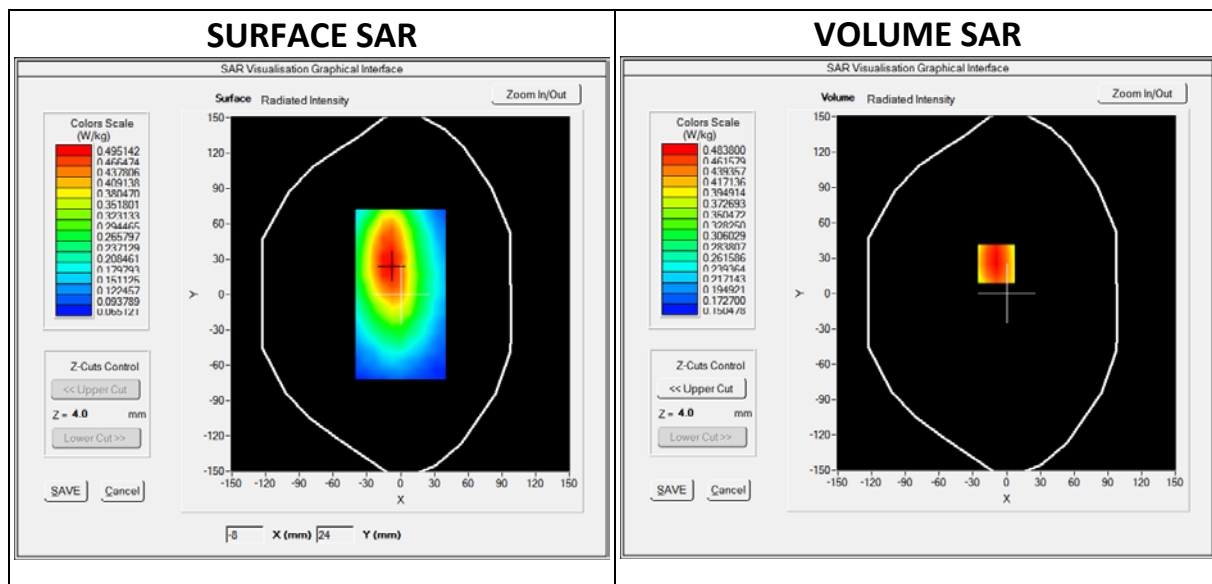 SURFACE SAR
SAR Visualisation Graphical Interface
Surface Radiated Intensity
Zoom In/Out
Colors Scale
(W/kg)
0.495142
0.466474
0.437806
0.409138
0.380470
0.351801
0.323133
0.294465
0.265797
0.237129
0.208461
0.179793
0.151125
0.122457
0.093789
0.065121
Z-Cuts Control
<< Upper Cut
Z = 4.0 mm
Lower Cut >>
SAVE Cancel
150
120
90
60
30
0
-30
-60
-90
-120
-150
Y
-150 -120 -90 -60 -30 0 30 60 90 120 150
X
-8 X (mm) 24 Y (mm)
VOLUME SAR
SAR Visualisation Graphical Interface
Volume Radiated Intensity
Zoom In/Out
Colors Scale
(W/kg)
0.483800
0.461579
0.439357
0.417136
0.394914
0.372693
0.350472
0.328250
0.306029
0.283807
0.261586
0.239364
0.217143
0.194921
0.172700
0.150478
Z-Cuts Control
<< Upper Cut
Z = 4.0 mm
Lower Cut >>
SAVE Cancel
150
120
90
60
30
0
-30
-60
-90
-120
-150
Y
-150 -120 -90 -60 -30 0 30 60 90 120 150
X